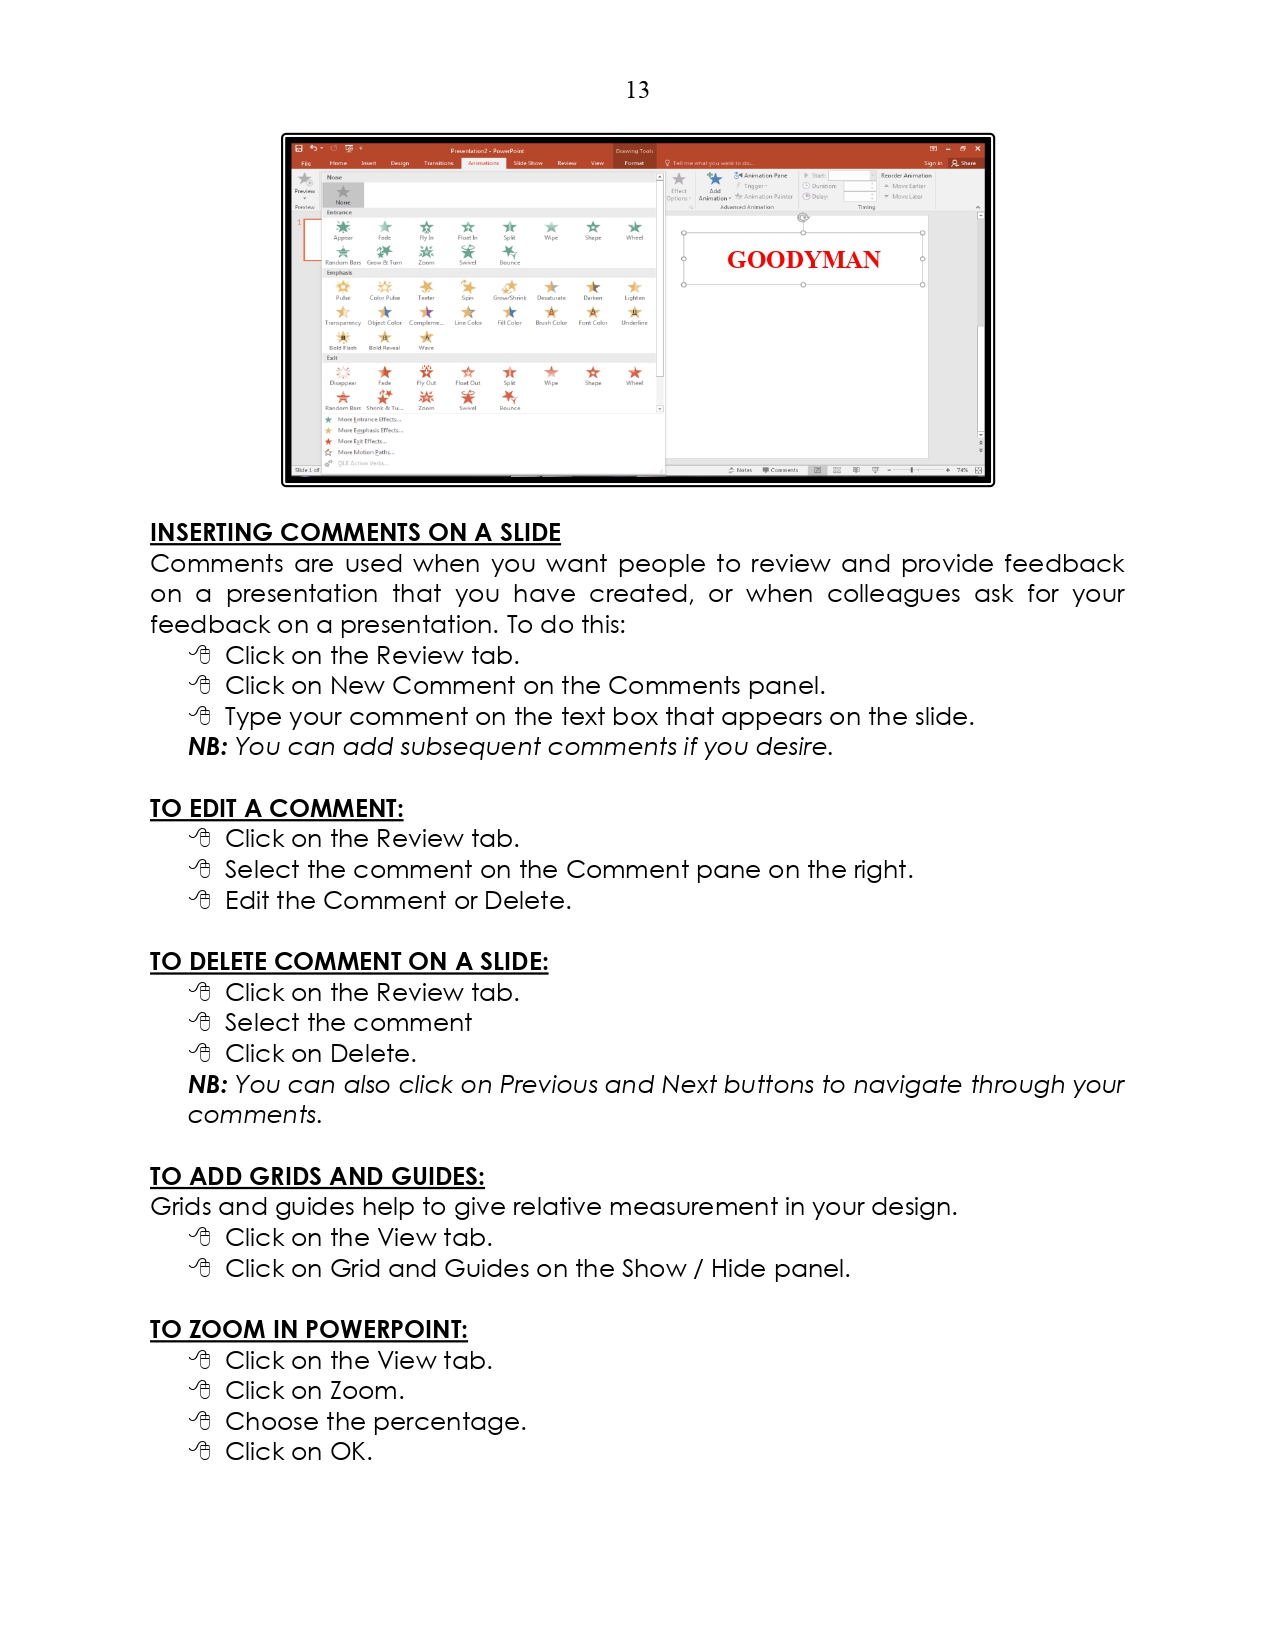 13
Presentation2 - PowerPoint
Drawing Tools
File Home Insert Design Transitions Animations Slide Show Review View Format Tell me what you want to do... Sign in Share
Preview
Preview
None
None
Entrance
Appear Fade Fly In Float In Split Wipe Shape Wheel
Random Bars Grow & Turn Zoom Swivel Bounce
Emphasis
Pulse Color Pulse Teeter Spin Grow/Shrink Desaturate Darken Lighten
Transparency Object Color Compleme... Line Color Fill Color Brush Color Font Color Underline
Bold Flash Bold Reveal Wave
Exit
Disappear Fade Fly Out Float Out Split Wipe Shape Wheel
Random Bars Shrink & Tu... Zoom Swivel Bounce
More Entrance Effects...
More Emphasis Effects...
More Exit Effects...
More Motion Paths...
OLE Action Verbs...
Effect Options
Add Animation
Animation Pane
Trigger
Animation Painter
Advanced Animation
Start:
Duration:
Delay:
Reorder Animation
Move Earlier
Move Later
Timing
1
GOODYMAN
Slide 1 of
Notes Comments 74%
INSERTING COMMENTS ON A SLIDE
Comments are used when you want people to review and provide feedback
on a presentation that you have created, or when colleagues ask for your
feedback on a presentation. To do this:
Click on the Review tab.
Click on New Comment on the Comments panel.
Type your comment on the text box that appears on the slide.
NB: You can add subsequent comments if you desire.
TO EDIT A COMMENT:
Click on the Review tab.
Select the comment on the Comment pane on the right.
Edit the Comment or Delete.
TO DELETE COMMENT ON A SLIDE:
Click on the Review tab.
Select the comment
Click on Delete.
NB: You can also click on Previous and Next buttons to navigate through your
comments.
TO ADD GRIDS AND GUIDES:
Grids and guides help to give relative measurement in your design.
Click on the View tab.
Click on Grid and Guides on the Show / Hide panel.
TO ZOOM IN POWERPOINT:
Click on the View tab.
Click on Zoom.
Choose the percentage.
Click on OK.